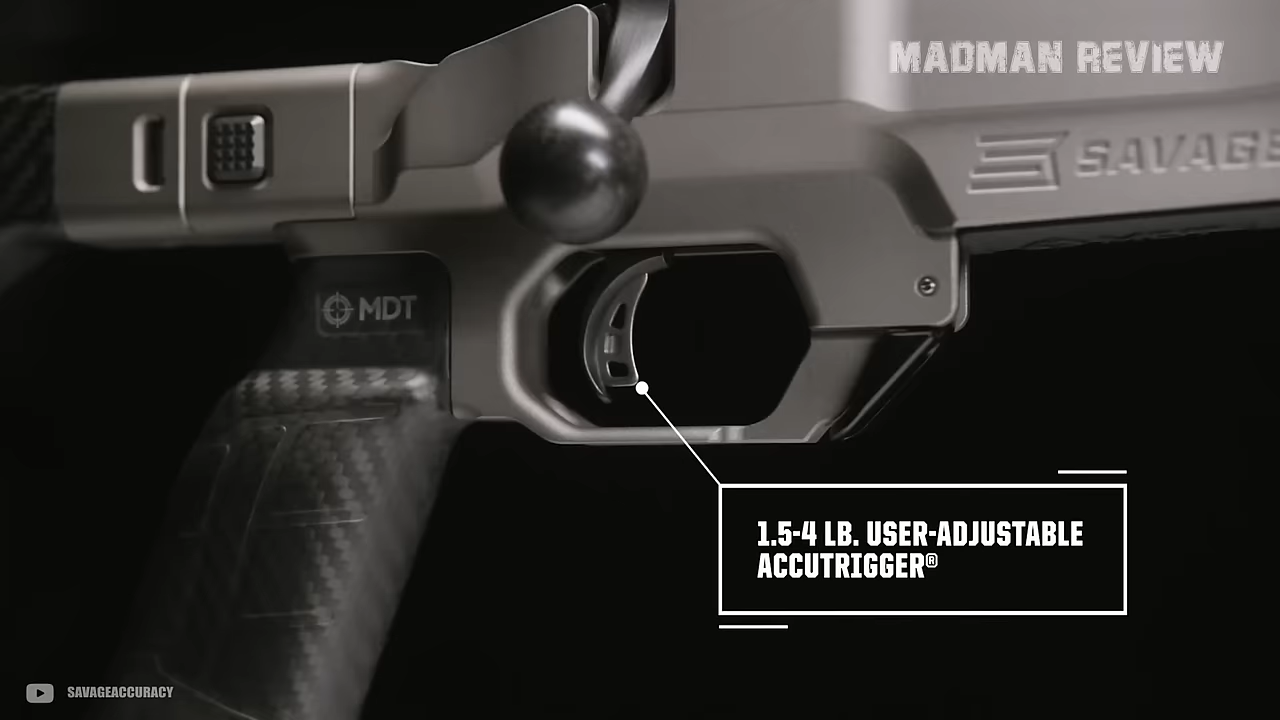 MADMAN REVIEW
SAVAGE
MDT
1.5-4 LB. USER-ADJUSTABLE
ACCUTRIGGER®
SAVAGEACCURACY